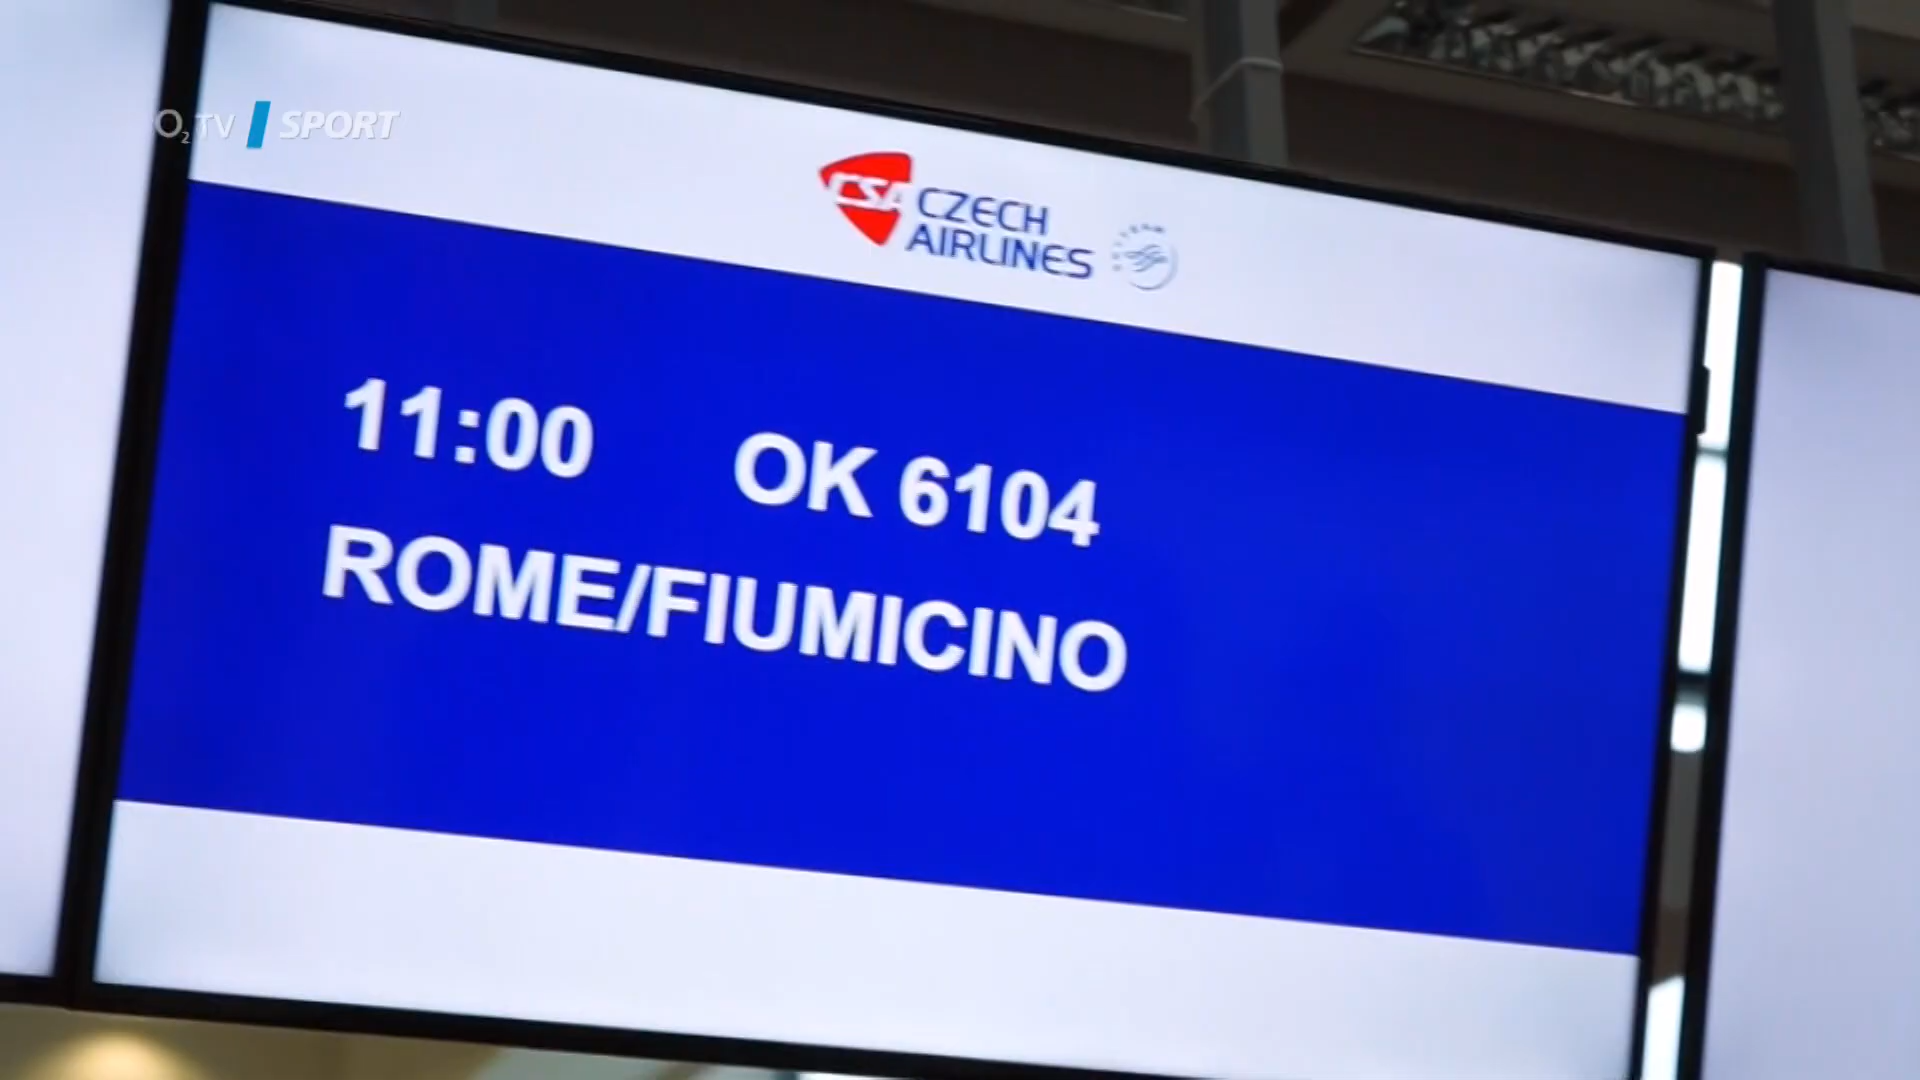 O2 TV SPORT
CSA CZECH
AIRLINES
11:00 OK 6104
ROME/FIUMICINO